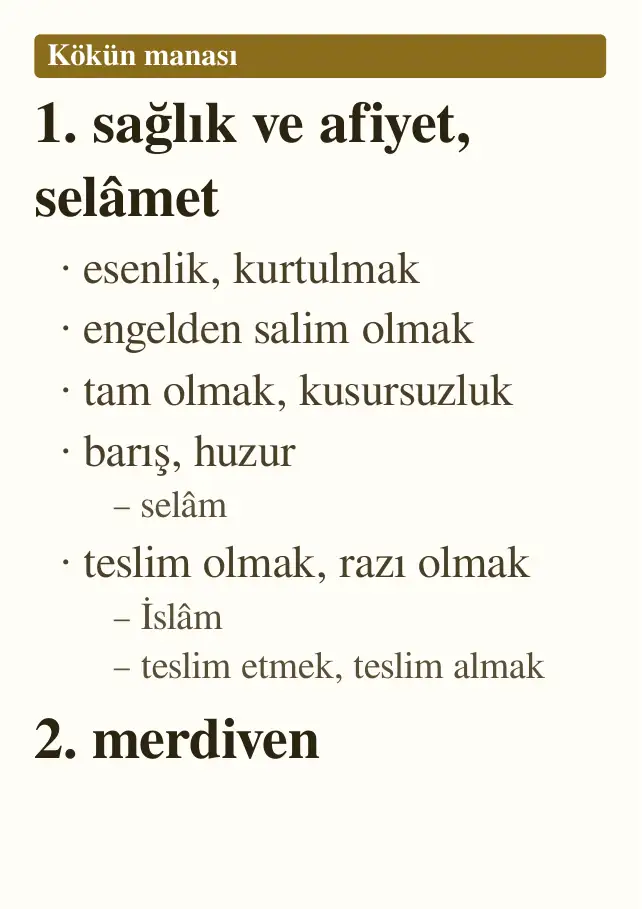 Kökün manası
1. sağlık ve afiyet,
selâmet
· esenlik, kurtulmak
· engelden salim olmak
· tam olmak, kusursuzluk
· barış, huzur
– selâm
· teslim olmak, razı olmak
– İslâm
– teslim etmek, teslim almak
2. merdiven